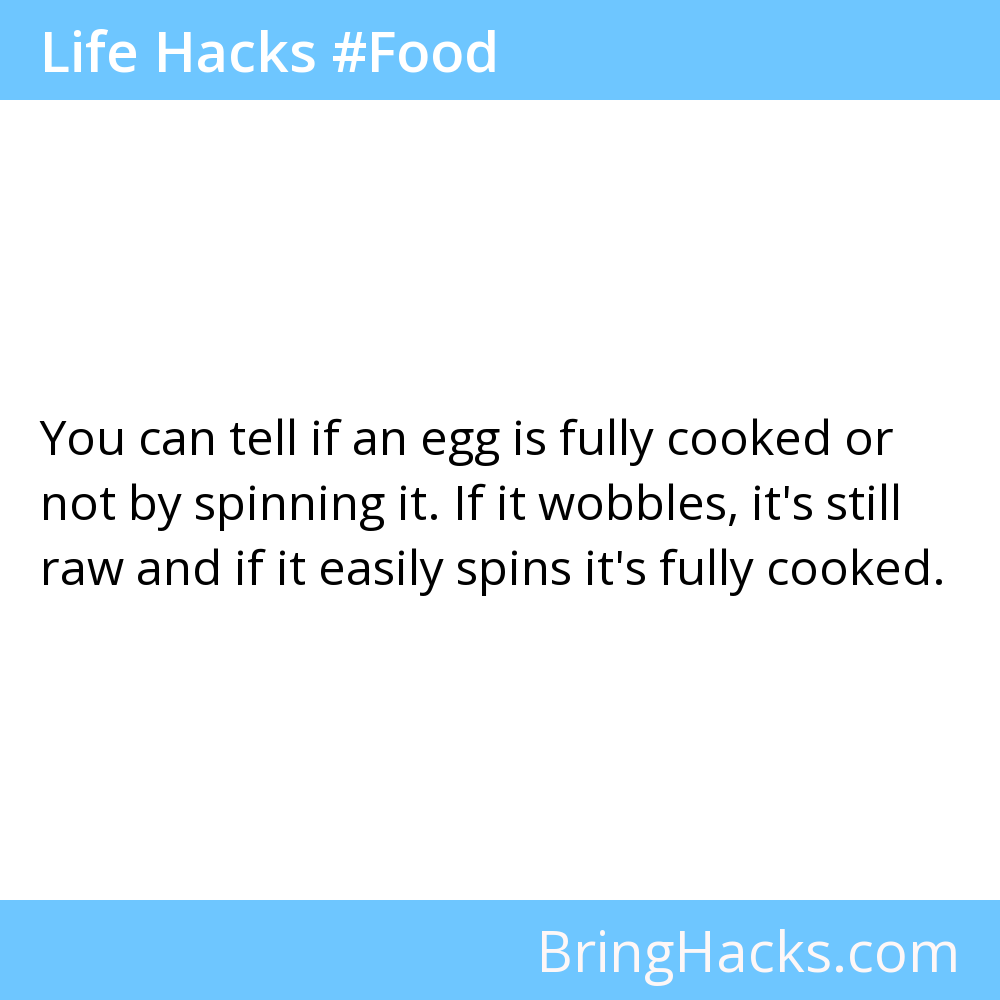 Life Hacks #Food
You can tell if an egg is fully cooked or
not by spinning it. If it wobbles, it's still
raw and if it easily spins it's fully cooked.
BringHacks.com